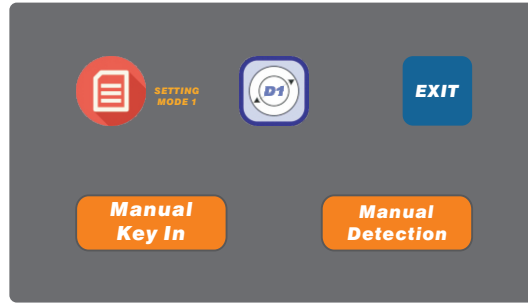 SETTING
MODE 1
D1
EXIT
Manual
Key In
Manual
Detection